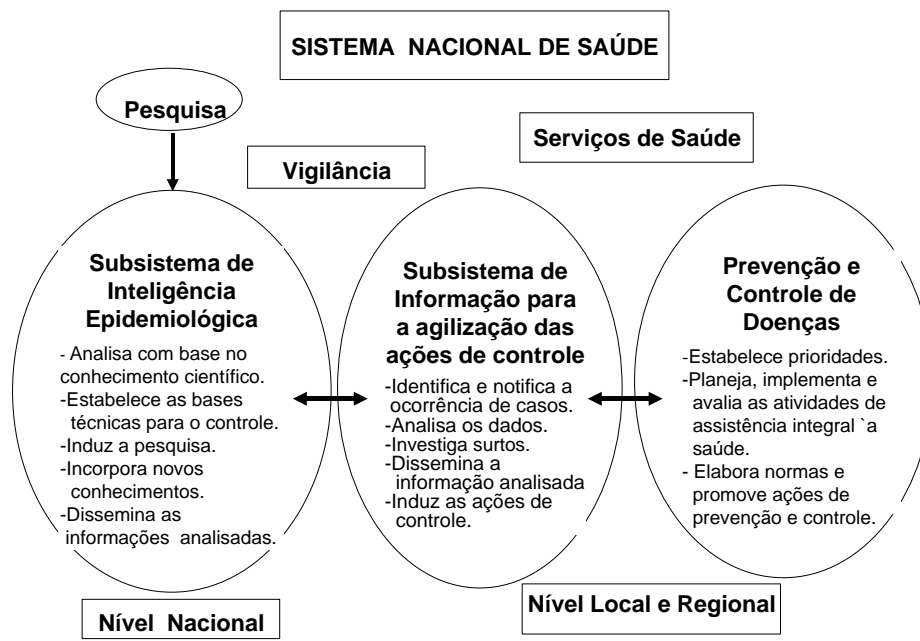 SISTEMA NACIONAL DE SAÚDE
Pesquisa
Serviços de Saúde
Vigilância
Subsistema de
Inteligência
Epidemiológica
- Analisa com base no
conhecimento científico.
-Estabelece as bases
técnicas para o controle.
-Induz a pesquisa.
-Incorpora novos
conhecimentos.
-Dissemina as
informações analisadas.
Subsistema de
Informação para
a agilização das
ações de controle
-Identifica e notifica a
ocorrência de casos.
-Analisa os dados.
-Investiga surtos.
-Dissemina a
informação analisada
-Induz as ações de
controle.
Prevenção e
Controle de
Doenças
-Estabelece prioridades.
-Planeja, implementa e
avalia as atividades de
assistência integral `a
saúde.
- Elabora normas e
promove ações de
prevenção e controle.
Nível Nacional
Nível Local e Regional